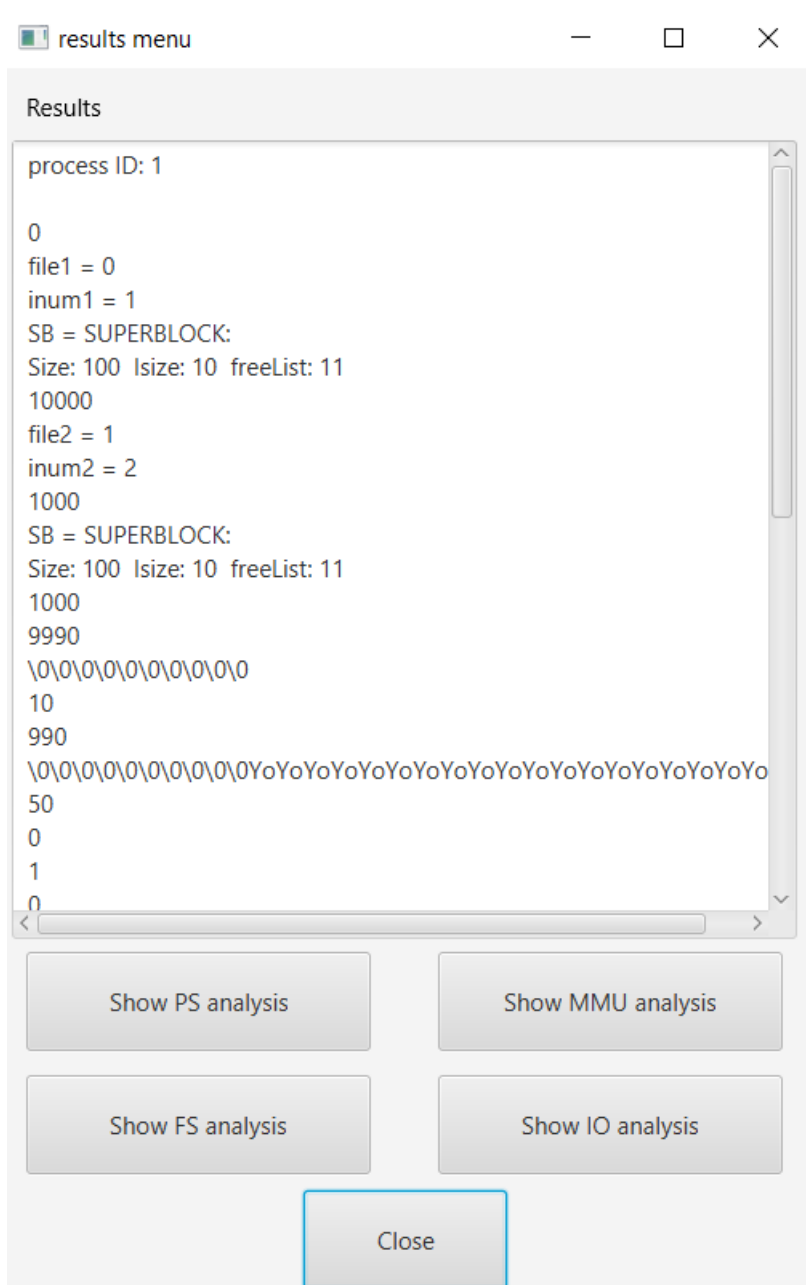 results menu
Results
process ID: 1
0
file1 = 0
inum1 = 1
SB = SUPERBLOCK:
Size: 100 Isize: 10 freeList: 11
10000
file2 = 1
inum2 = 2
1000
SB = SUPERBLOCK:
Size: 100 Isize: 10 freeList: 11
1000
9990
\0\0\0\0\0\0\0\0\0\0
10
990
\0\0\0\0\0\0\0\0\0\0YoYoYoYoYoYoYoYoYoYoYoYoYoYoYoYoYoYoYo
50
0
1
0
Show PS analysis
Show MMU analysis
Show FS analysis
Show IO analysis
Close